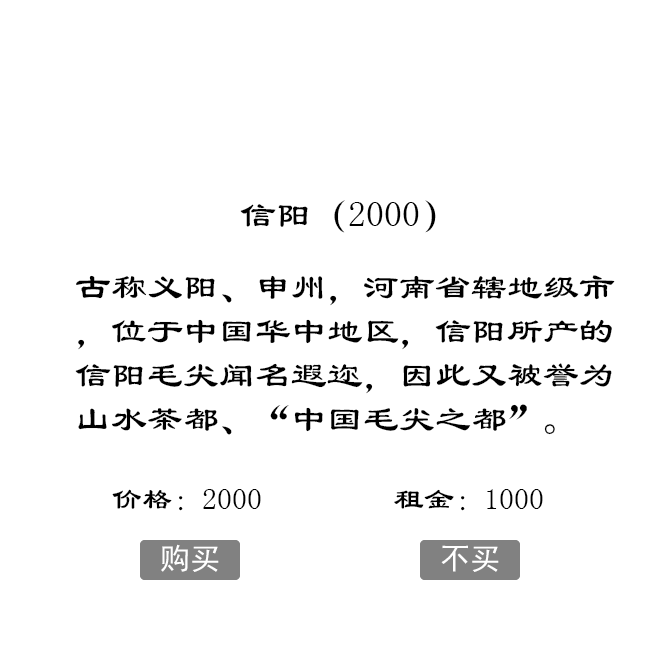 信阳（2000）
古称义阳、申州，河南省辖地级市
，位于中国华中地区，信阳所产的
信阳毛尖闻名遐迩，因此又被誉为
山水茶都、“中国毛尖之都”。
价格：2000 租金：1000
购买 不买